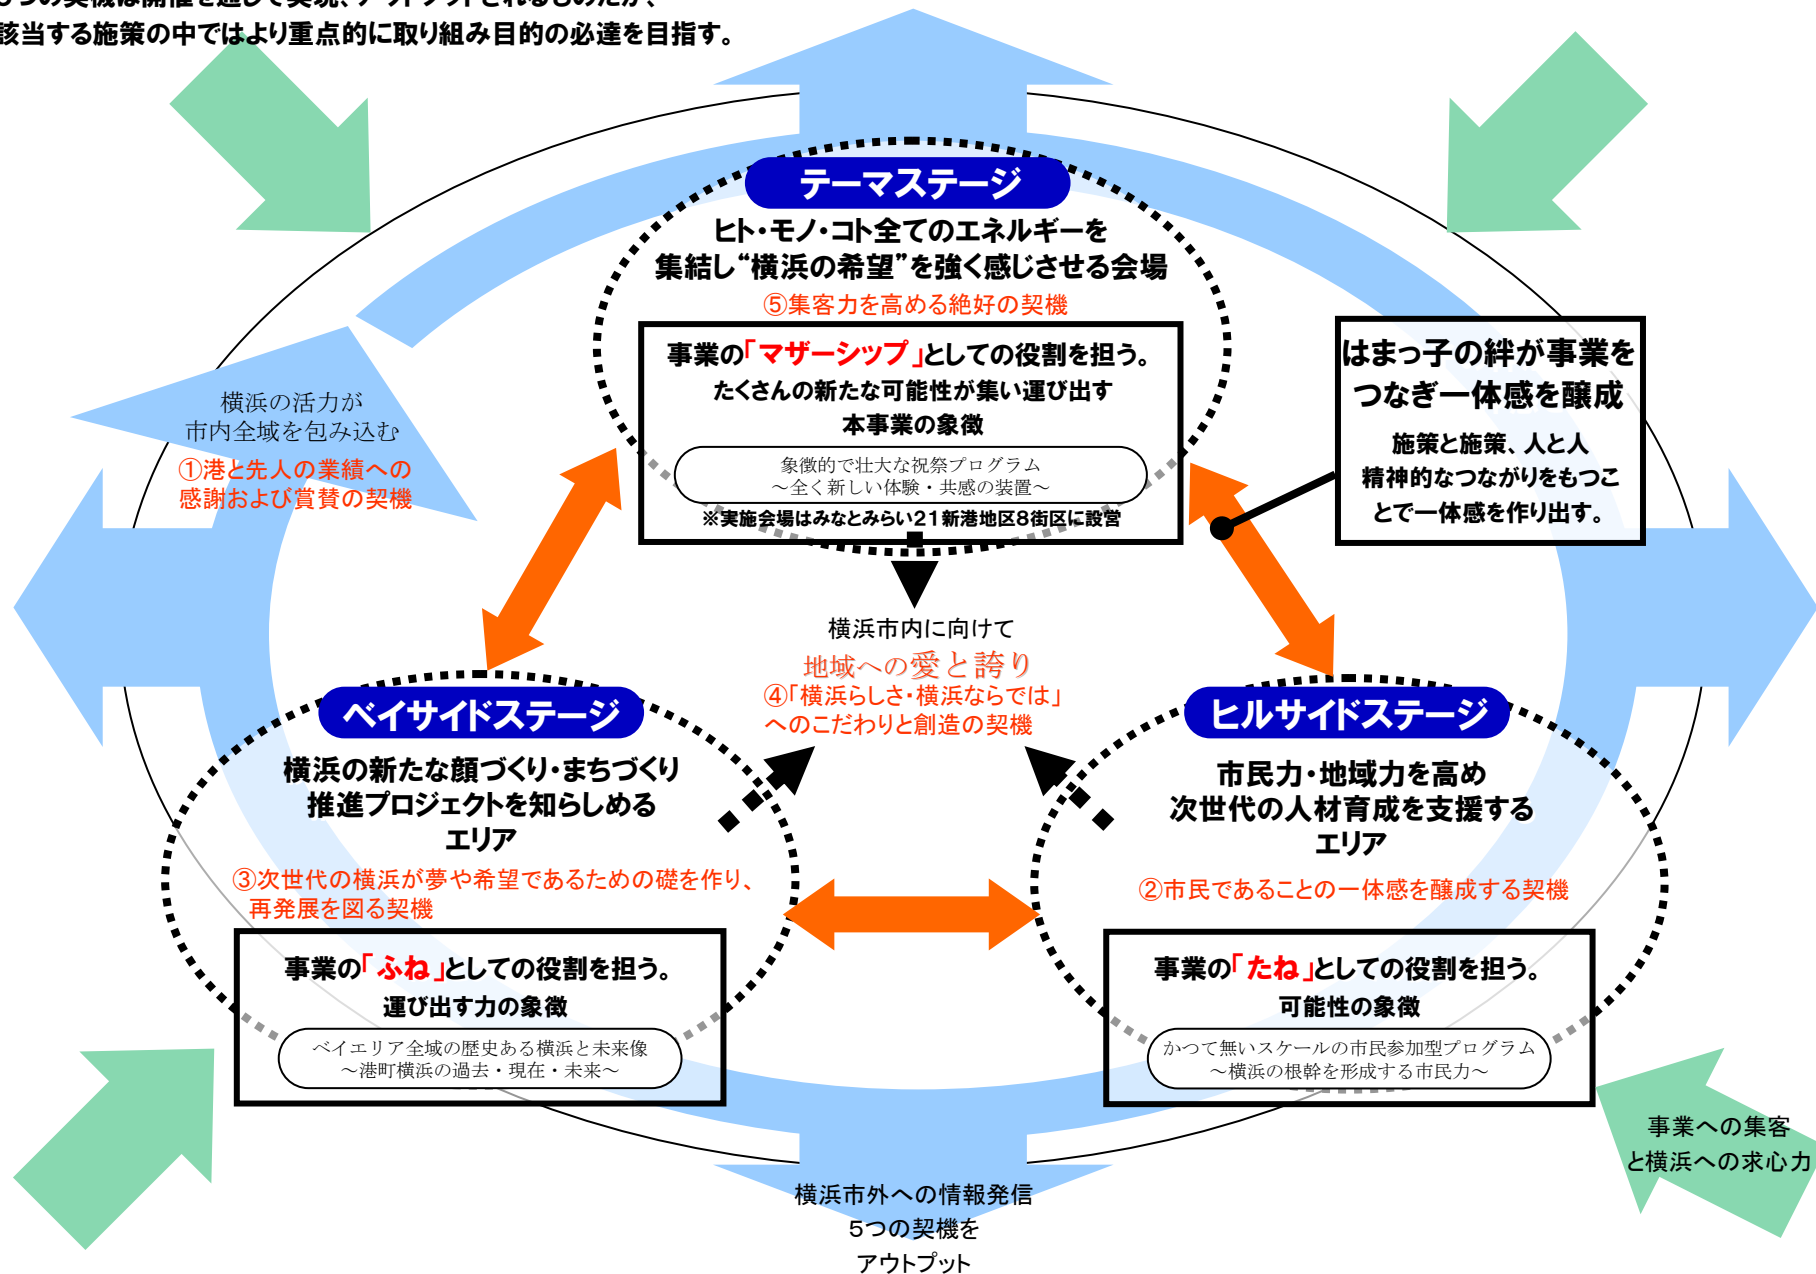 5つの契機は開催を通して実現、アウトプットされるものだが、
該当する施策の中ではより重点的に取り組み目的の必達を目指す。
テーマステージ
ヒト・モノ・コト全てのエネルギーを
集結し“横浜の希望”を強く感じさせる会場
⑤集客力を高める絶好の契機
事業の「マザーシップ」としての役割を担う。
たくさんの新たな可能性が集い運び出す
本事業の象徴
象徴的で壮大な祝祭プログラム
～全く新しい体験・共感の装置～
※実施会場はみなとみらい21新港地区8街区に設営
はまっ子の絆が事業を
つなぎ一体感を醸成
施策と施策、人と人
精神的なつながりをもつこ
とで一体感を作り出す。
横浜の活力が
市内全域を包み込む
①港と先人の業績への
感謝および賞賛の契機
横浜市内に向けて
地域への愛と誇り
④「横浜らしさ・横浜ならでは」
へのこだわりと創造の契機
ベイサイドステージ
横浜の新たな顔づくり・まちづくり
推進プロジェクトを知らしめる
エリア
③次世代の横浜が夢や希望であるための礎を作り、
再発展を図る契機
事業の「ふね」としての役割を担う。
運び出す力の象徴
ベイエリア全域の歴史ある横浜と未来像
～港町横浜の過去・現在・未来～
ヒルサイドステージ
市民力・地域力を高め
次世代の人材育成を支援する
エリア
②市民であることの一体感を醸成する契機
事業の「たね」としての役割を担う。
可能性の象徴
かつて無いスケールの市民参加型プログラム
～横浜の根幹を形成する市民力～
事業への集客
と横浜への求心力
横浜市外への情報発信
5つの契機を
アウトプット